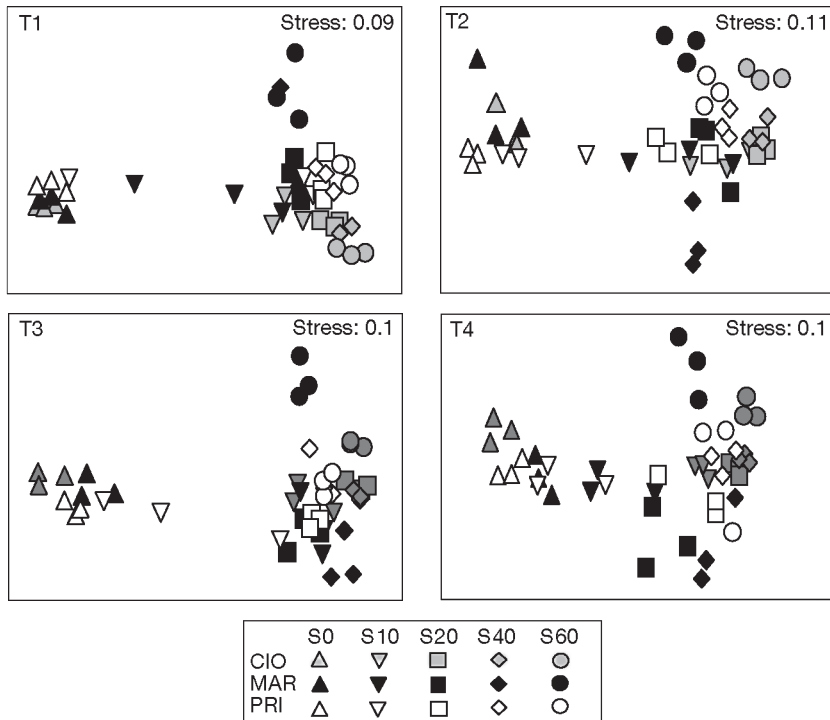 T1 Stress: 0.09
T2 Stress: 0.11
T3 Stress: 0.1
T4 Stress: 0.1
S0 S10 S20 S40 S60
CIO
MAR
PRI